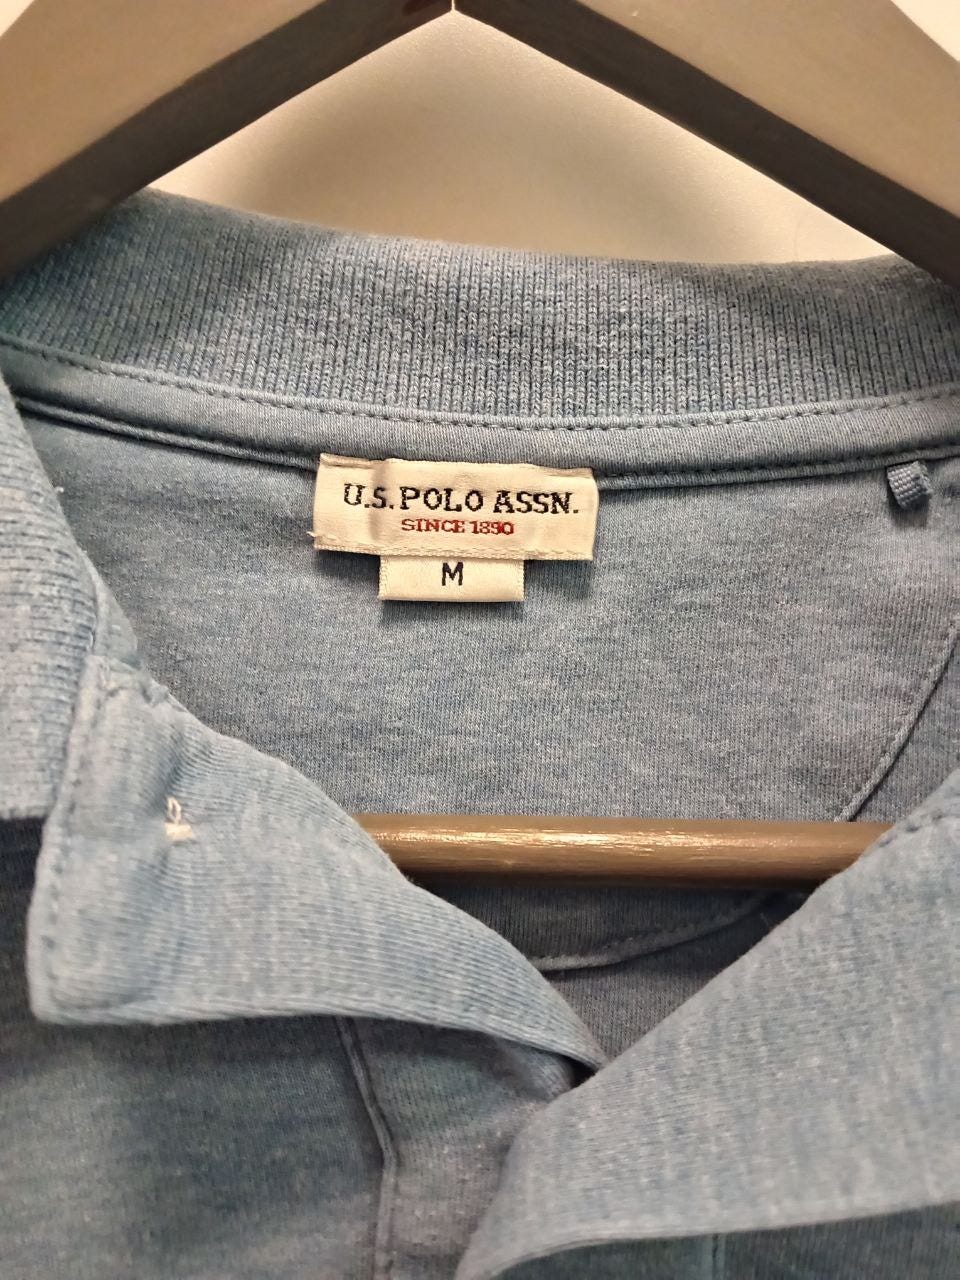 U.S. POLO ASSN.
SINCE 1890
M